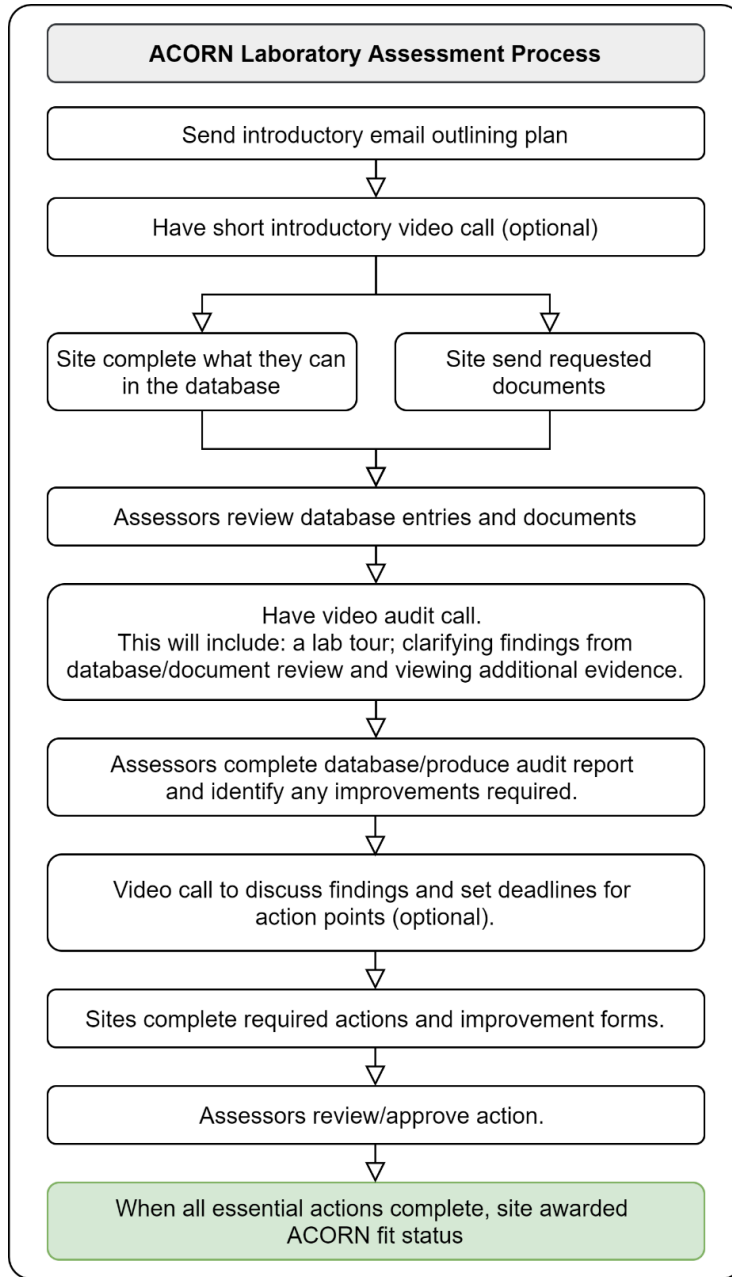 ACORN Laboratory Assessment Process
Send introductory email outlining plan
Have short introductory video call (optional)
Site complete what they can
in the database
Site send requested
documents
Assessors review database entries and documents
Have video audit call.
This will include: a lab tour; clarifying findings from
database/document review and viewing additional evidence.
Assessors complete database/produce audit report
and identify any improvements required.
Video call to discuss findings and set deadlines for
action points (optional).
Sites complete required actions and improvement forms.
Assessors review/approve action.
When all essential actions complete, site awarded
ACORN fit status